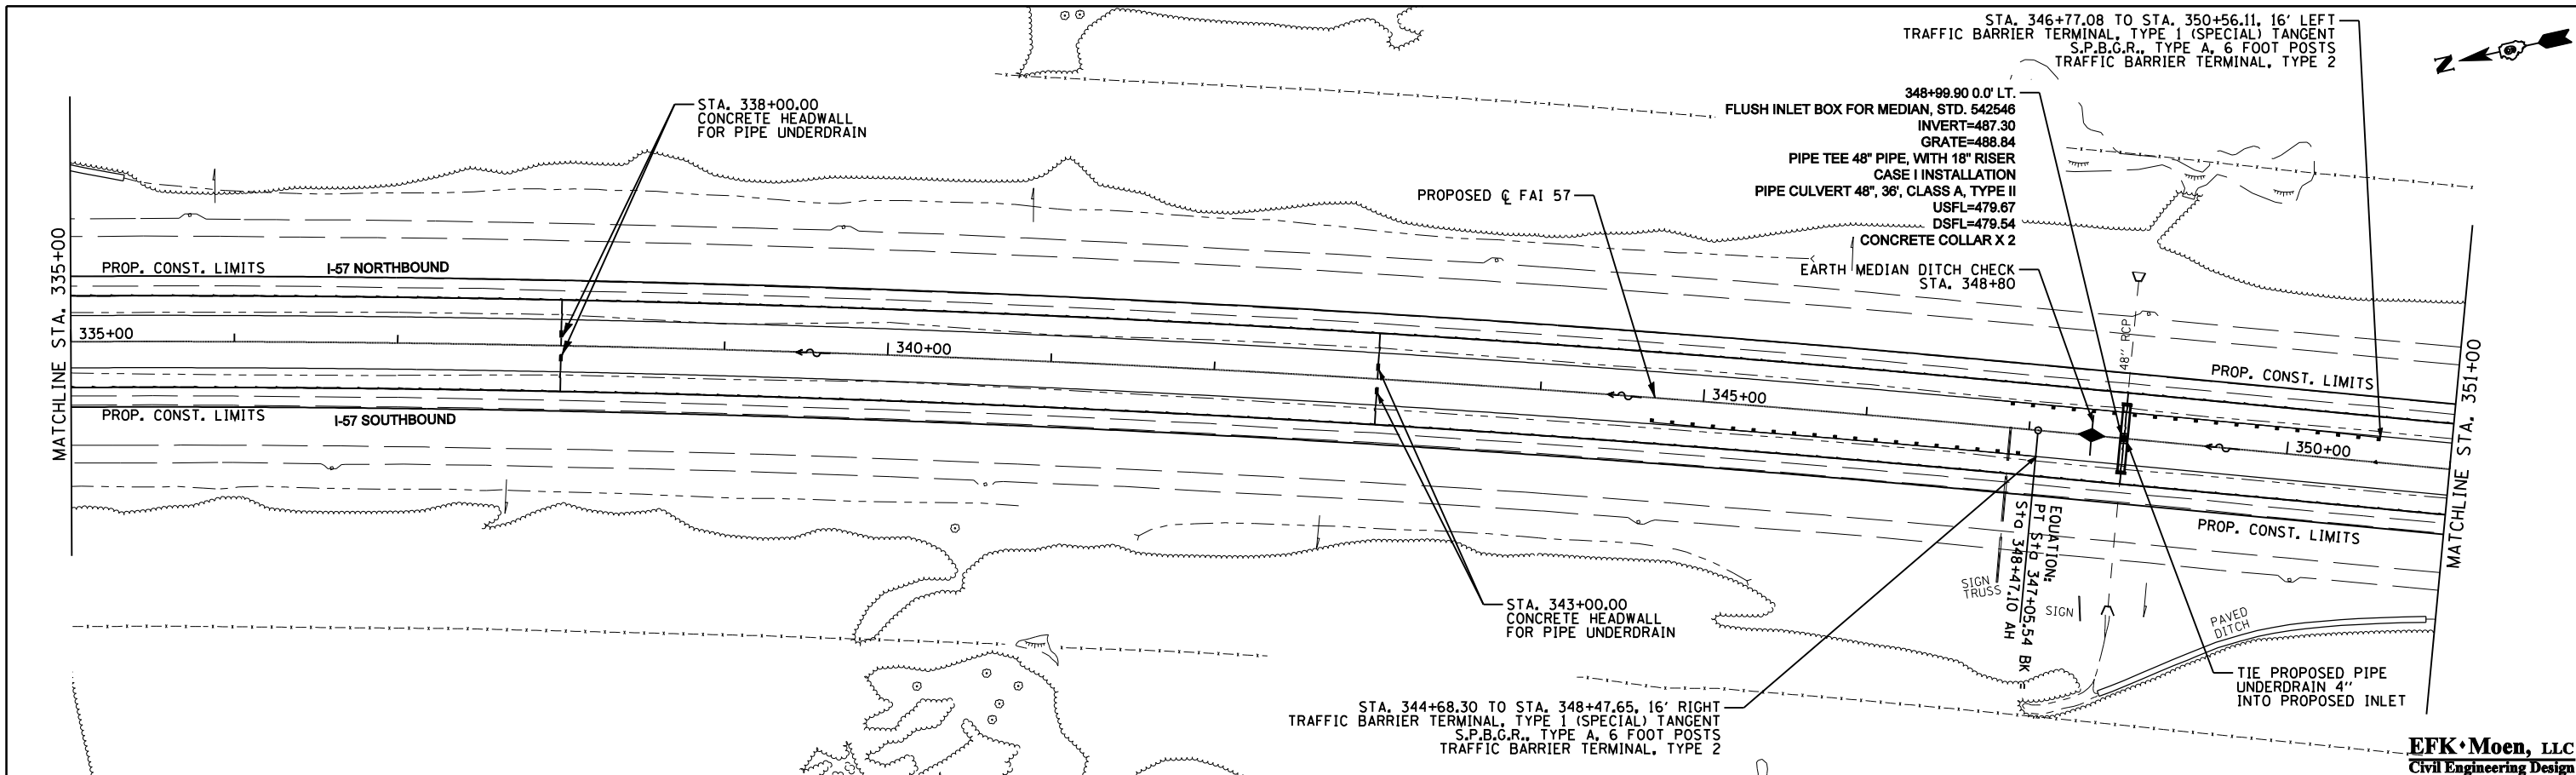 STA. 346+77.08 TO STA. 350+56.11, 16' LEFT
TRAFFIC BARRIER TERMINAL, TYPE 1 (SPECIAL) TANGENT
S.P.B.G.R., TYPE A, 6 FOOT POSTS
TRAFFIC BARRIER TERMINAL, TYPE 2
N
STA. 338+00.00
CONCRETE HEADWALL
FOR PIPE UNDERDRAIN
348+99.90 0.0' LT.
FLUSH INLET BOX FOR MEDIAN, STD. 542546
INVERT=487.30
GRATE=488.84
PIPE TEE 48" PIPE, WITH 18" RISER
CASE I INSTALLATION
PIPE CULVERT 48", 36', CLASS A, TYPE II
USFL=479.67
DSFL=479.54
CONCRETE COLLAR X 2
PROPOSED ℄ FAI 57
EARTH MEDIAN DITCH CHECK
STA. 348+80
MATCHLINE STA. 335+00
PROP. CONST. LIMITS
I-57 NORTHBOUND
335+00
340+00
345+00
350+00
48" RCP
PROP. CONST. LIMITS
MATCHLINE STA. 351+00
PROP. CONST. LIMITS
I-57 SOUTHBOUND
PROP. CONST. LIMITS
EQUATION:
PT Sta 347+05.54 BK
Sta 348+47.10 AH
SIGN
TRUSS
SIGN
PAVED
DITCH
STA. 343+00.00
CONCRETE HEADWALL
FOR PIPE UNDERDRAIN
TIE PROPOSED PIPE
UNDERDRAIN 4"
INTO PROPOSED INLET
STA. 344+68.30 TO STA. 348+47.65, 16' RIGHT
TRAFFIC BARRIER TERMINAL, TYPE 1 (SPECIAL) TANGENT
S.P.B.G.R., TYPE A, 6 FOOT POSTS
TRAFFIC BARRIER TERMINAL, TYPE 2
EFK•Moen, LLC
Civil Engineering Design